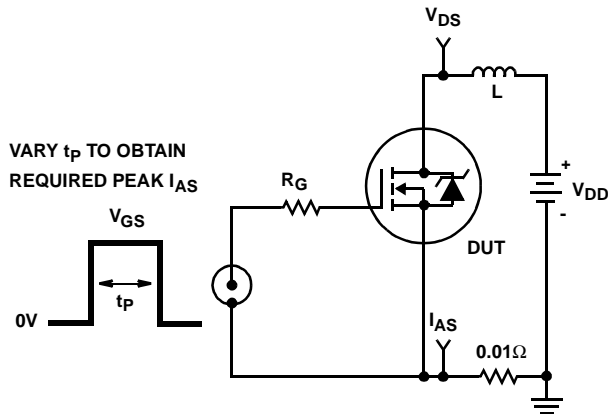 VDS
L
VARY tP TO OBTAIN
REQUIRED PEAK IAS
RG
+
VDD
-
VGS
DUT
tP
0V
IAS
0.01Ω